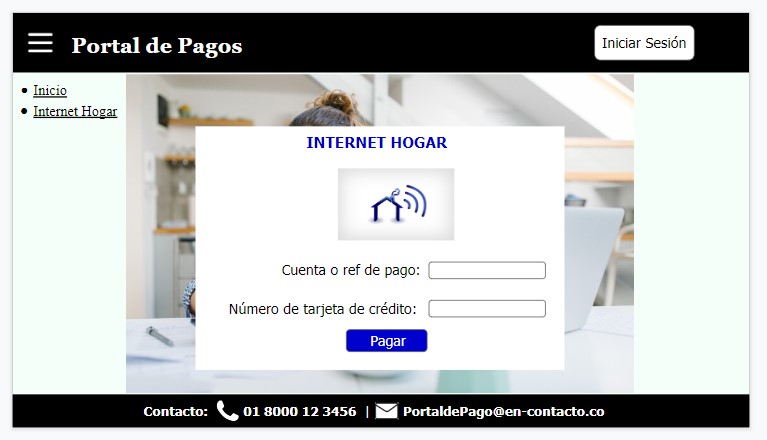 Portal de Pagos
Iniciar Sesión
Inicio
Internet Hogar
INTERNET HOGAR
Cuenta o ref de pago:
Número de tarjeta de crédito:
Pagar
Contacto: 01 8000 12 3456 | PortaldePago@en-contacto.co